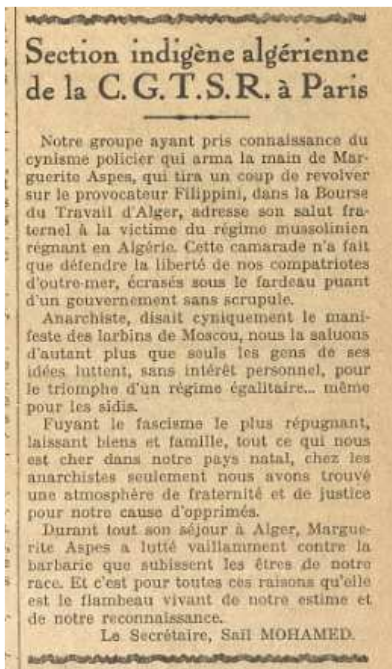 Section indigène algérienne
de la C. G. T. S. R. à Paris
Notre groupe ayant pris connaissance du
cynisme policier qui arma la main de Mar-
guerite Aspes, qui tira un coup de revolver
sur le provocateur Filippini, dans la Bourse
du Travail d'Alger, adresse son salut fra-
ternel à la victime du régime mussolinien
régnant en Algérie. Cette camarade n'a fait
que défendre la liberté de nos compatriotes
d'outre-mer, écrasés sous le fardeau puant
d'un gouvernement sans scrupule.
Anarchiste, disait cyniquement le mani-
feste des larbins de Moscou, nous la saluons
d'autant plus que seuls les gens de ses
idées luttent, sans intérêt personnel, pour
le triomphe d'un régime égalitaire... même
pour les sidis.
Fuyant le fascisme le plus répugnant,
laissant biens et famille, tout ce qui nous
est cher dans notre pays natal, chez les
anarchistes seulement nous avons trouvé
une atmosphère de fraternité et de justice
pour notre cause d'opprimés.
Durant tout son séjour à Alger, Margue-
rite Aspes a lutté vaillamment contre la
barbarie que subissent les êtres de notre
race. Et c'est pour toutes ces raisons qu'elle
est le flambeau vivant de notre estime et
de notre reconnaissance.
Le Secrétaire, Saïl MOHAMED.